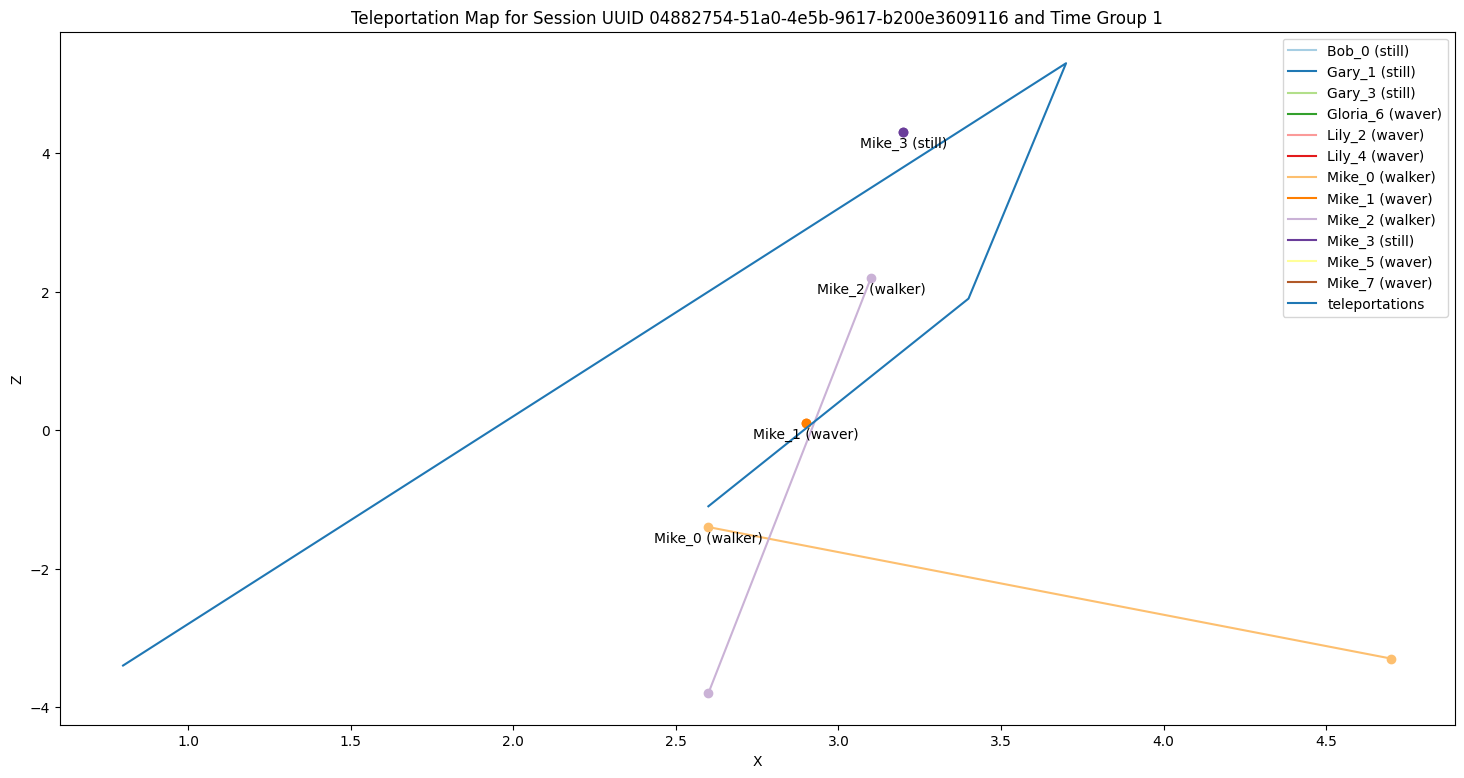 Teleportation Map for Session UUID 04882754-51a0-4e5b-9617-b200e3609116 and Time Group 1
Bob_0 (still)
Gary_1 (still)
Gary_3 (still)
Gloria_6 (waver)
Lily_2 (waver)
Lily_4 (waver)
Mike_0 (walker)
Mike_1 (waver)
Mike_2 (walker)
Mike_3 (still)
Mike_5 (waver)
Mike_7 (waver)
teleportations
Mike_3 (still)
Mike_2 (walker)
Mike_1 (waver)
Mike_0 (walker)
Z
4
2
0
−2
−4
1.0 1.5 2.0 2.5 3.0 3.5 4.0 4.5
X